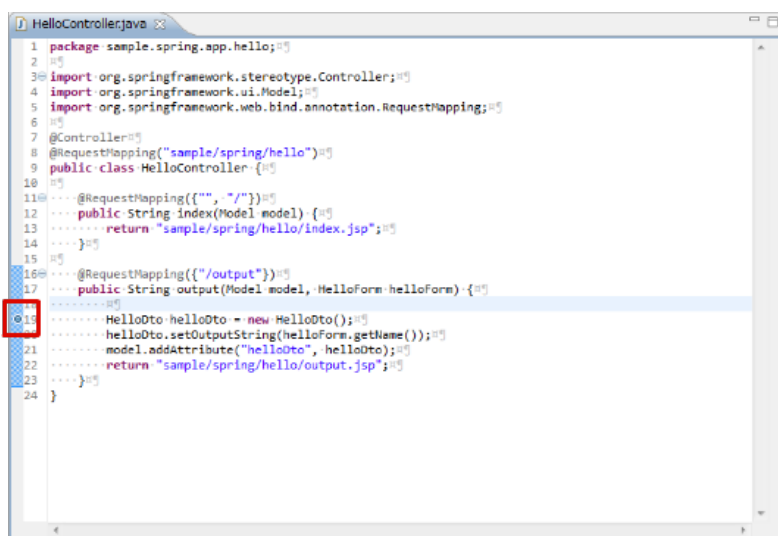 HelloController.java
1 package sample.spring.app.hello;
2
3 import org.springframework.stereotype.Controller;
4 import org.springframework.ui.Model;
5 import org.springframework.web.bind.annotation.RequestMapping;
6
7 @Controller
8 @RequestMapping("sample/spring/hello")
9 public class HelloController {
10
11 @RequestMapping({"", "/"})
12 public String index(Model model) {
13 return "sample/spring/hello/index.jsp";
14 }
15
16 @RequestMapping({"/output"})
17 public String output(Model model, HelloForm helloForm) {
18
19 HelloDto helloDto = new HelloDto();
20 helloDto.setOutputString(helloForm.getName());
21 model.addAttribute("helloDto", helloDto);
22 return "sample/spring/hello/output.jsp";
23 }
24 }